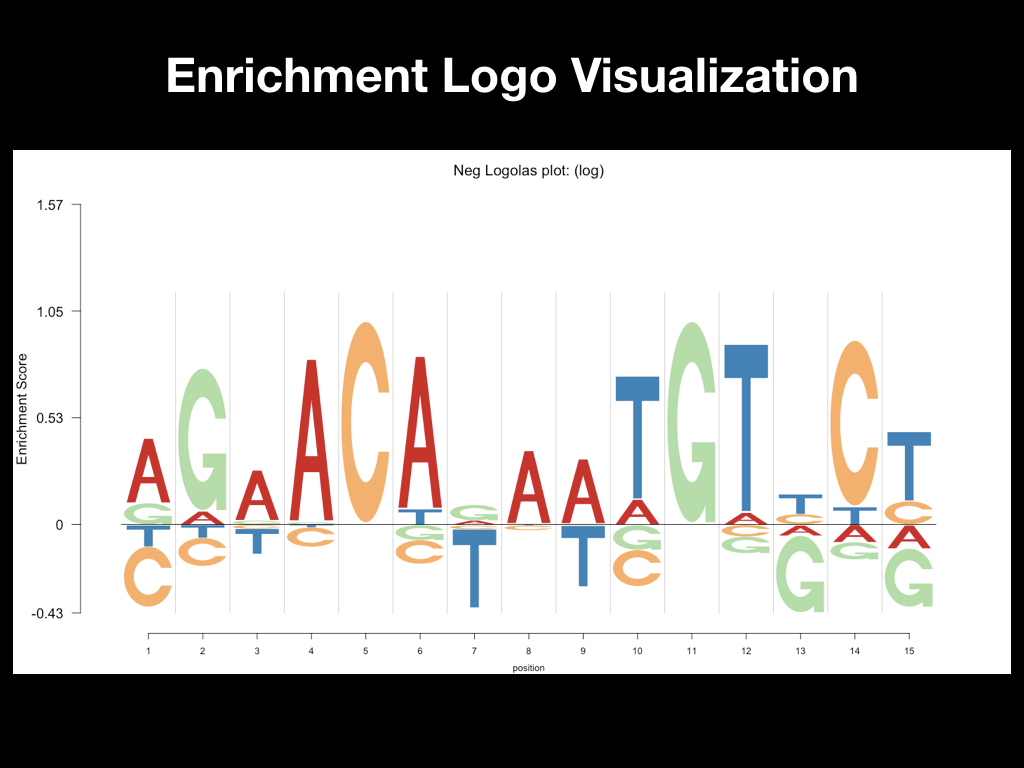 Enrichment Logo Visualization
Neg Logolas plot: (log)
Enrichment Score
1.57
1.05
0.53
0
-0.43
A G A A C A G A A T G T T C T
G A G G T A A A C T C
T T C T G C C T G C A A A
C C T C C T C G G G G
1 2 3 4 5 6 7 8 9 10 11 12 13 14 15
position